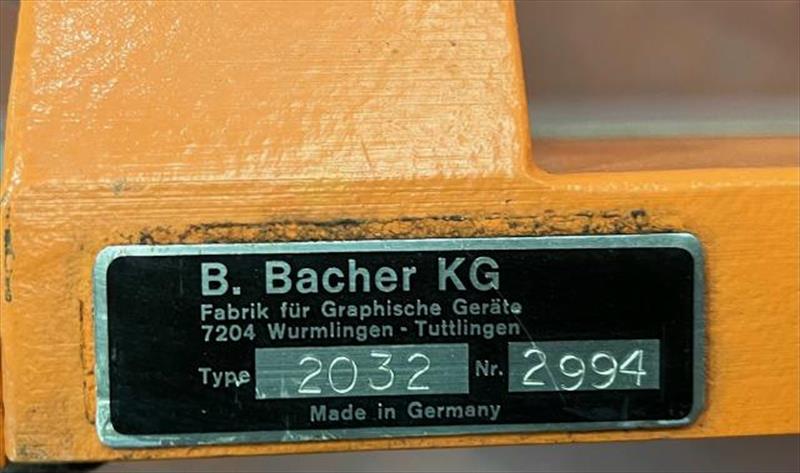 B. Bacher KG
Fabrik für Graphische Geräte
7204 Wurmlingen - Tuttlingen
Type 2032 Nr. 2994
Made in Germany